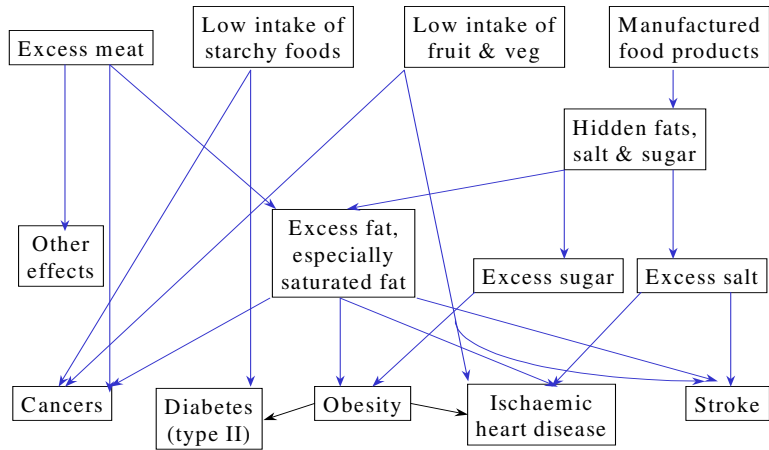 Excess meat
Low intake of
starchy foods
Low intake of
fruit & veg
Manufactured
food products
Hidden fats,
salt & sugar
Other
effects
Excess fat,
especially
saturated fat
Excess sugar
Excess salt
Cancers
Diabetes
(type II)
Obesity
Ischaemic
heart disease
Stroke